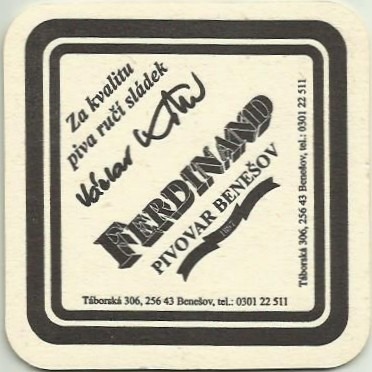 Za kvalitu
piva ručí sládek
Václav
FERDINAND
PIVOVAR BENEŠOV
Táborská 306, 256 43 Benešov, tel.: 0301 22 511
Táborská 306, 256 43 Benešov, tel.: 0301 22 511